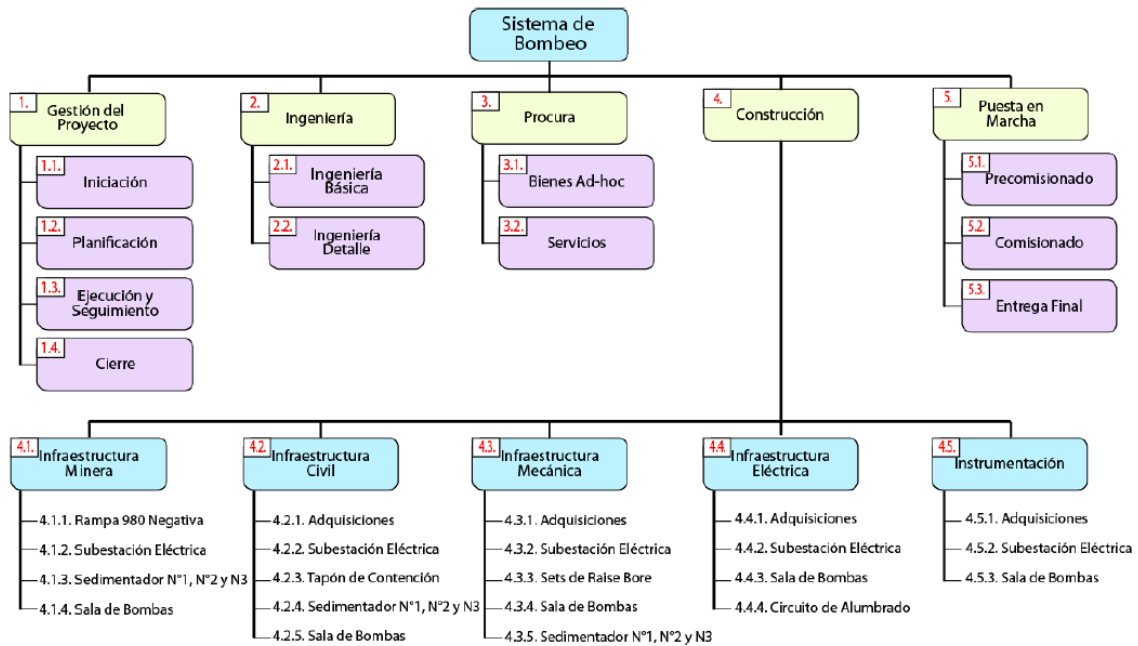 Sistema de
Bombeo
1.
Gestión del
Proyecto
1.1.
Iniciación
1.2.
Planificación
1.3.
Ejecución y
Seguimiento
1.4.
Cierre
2.
Ingeniería
2.1.
Ingeniería
Básica
2.2.
Ingeniería
Detalle
3.
Procura
3.1.
Bienes Ad-hoc
3.2.
Servicios
4.
Construcción
5.
Puesta en
Marcha
5.1.
Precomisionado
5.2.
Comisionado
5.3.
Entrega Final
4.1.
Infraestructura
Minera
4.1.1. Rampa 980 Negativa
4.1.2. Subestación Eléctrica
4.1.3. Sedimentador N°1, N°2 y N3
4.1.4. Sala de Bombas
4.2.
Infraestructura
Civil
4.2.1. Adquisiciones
4.2.2. Subestación Eléctrica
4.2.3. Tapón de Contención
4.2.4. Sedimentador N°1, N°2 y N3
4.2.5. Sala de Bombas
4.3.
Infraestructura
Mecánica
4.3.1. Adquisiciones
4.3.2. Subestación Eléctrica
4.3.3. Sets de Raise Bore
4.3.4. Sala de Bombas
4.3.5. Sedimentador N°1, N°2 y N3
4.4.
Infraestructura
Eléctrica
4.4.1. Adquisiciones
4.4.2. Subestación Eléctrica
4.4.3. Sala de Bombas
4.4.4. Circuito de Alumbrado
4.5.
Instrumentación
4.5.1. Adquisiciones
4.5.2. Subestación Eléctrica
4.5.3. Sala de Bombas